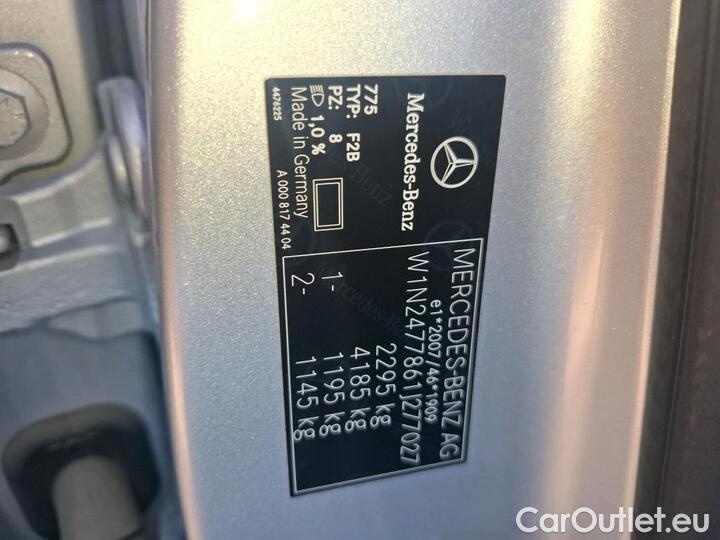 MERCEDES-BENZ AG
e1*2007/46*1909
W1N2477861J277027
2295 kg
4185 kg
1- 1195 kg
2- 1145 kg
Mercedes-Benz
775
TYP: F2B
PZ: 8
1,0 %
Made in Germany
4476225
A 000 817 44 04
CarOutlet.eu